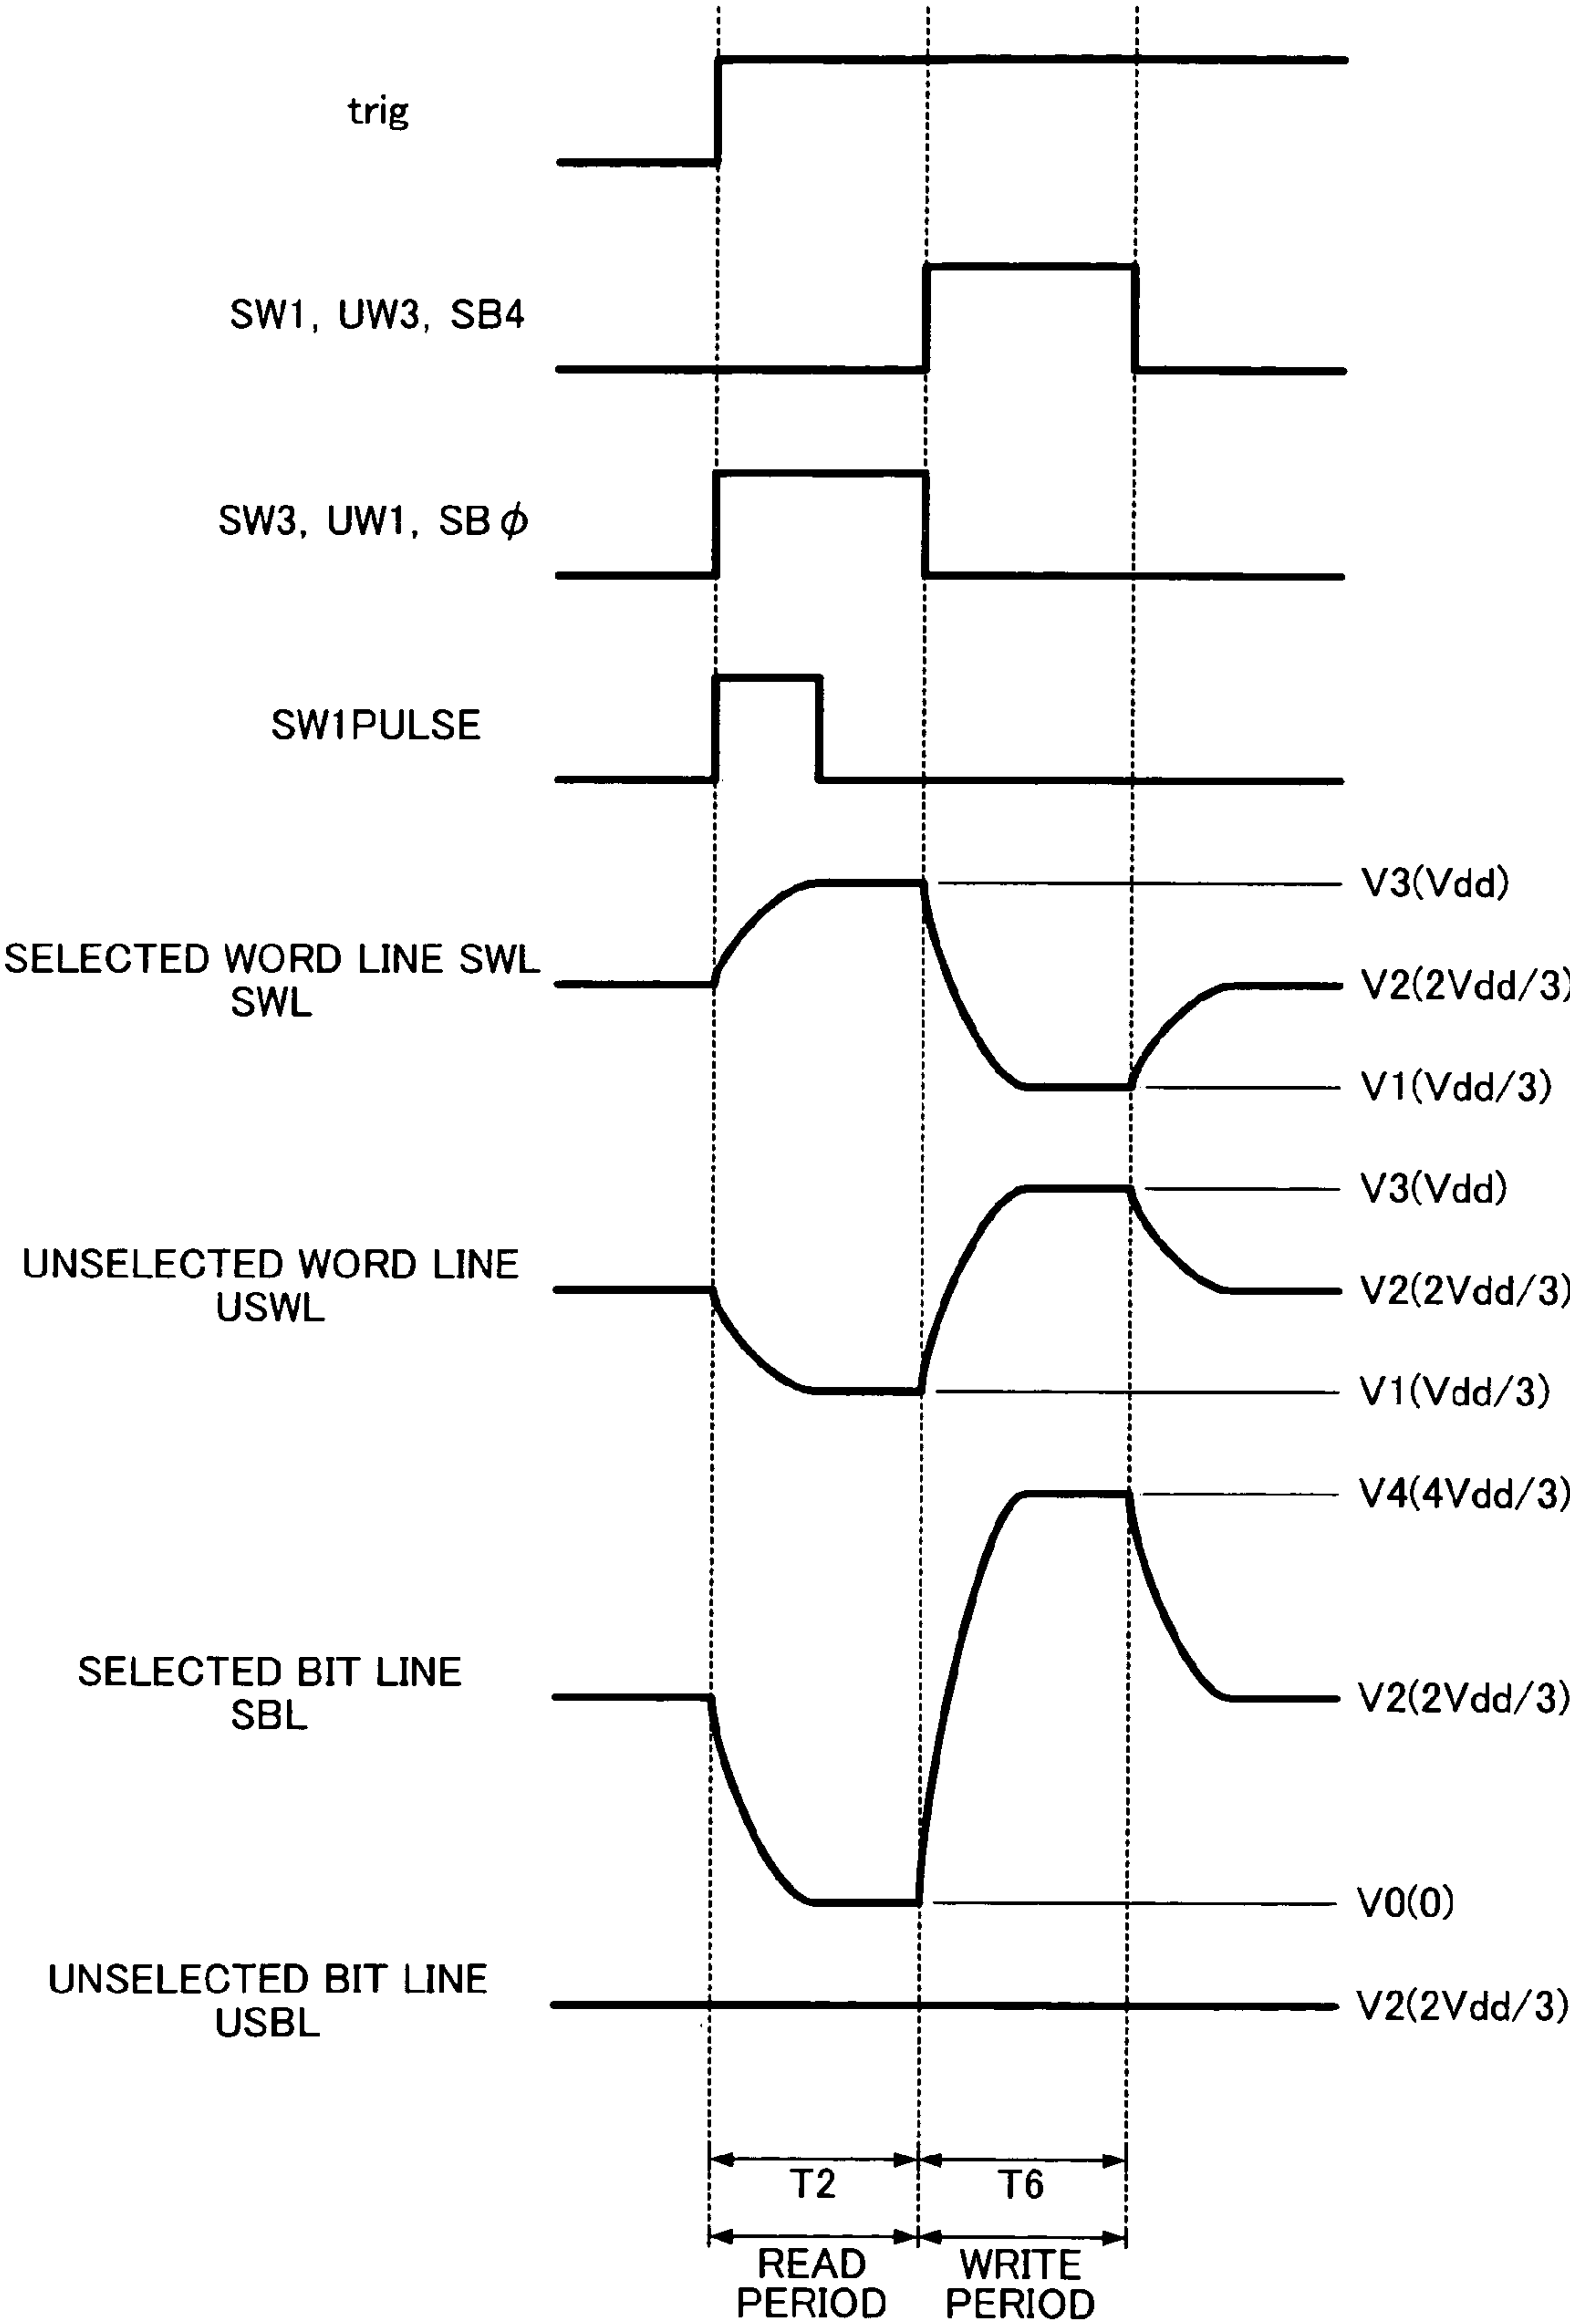 trig
SW1, UW3, SB4
SW3, UW1, SBϕ
SW1PULSE
V3(Vdd)
SELECTED WORD LINE SWL
SWL
V2(2Vdd/3)
V1(Vdd/3)
V3(Vdd)
UNSELECTED WORD LINE
USWL
V2(2Vdd/3)
V1(Vdd/3)
V4(4Vdd/3)
SELECTED BIT LINE
SBL
V2(2Vdd/3)
V0(0)
UNSELECTED BIT LINE
USBL
V2(2Vdd/3)
T2 T6
READ WRITE
PERIOD PERIOD